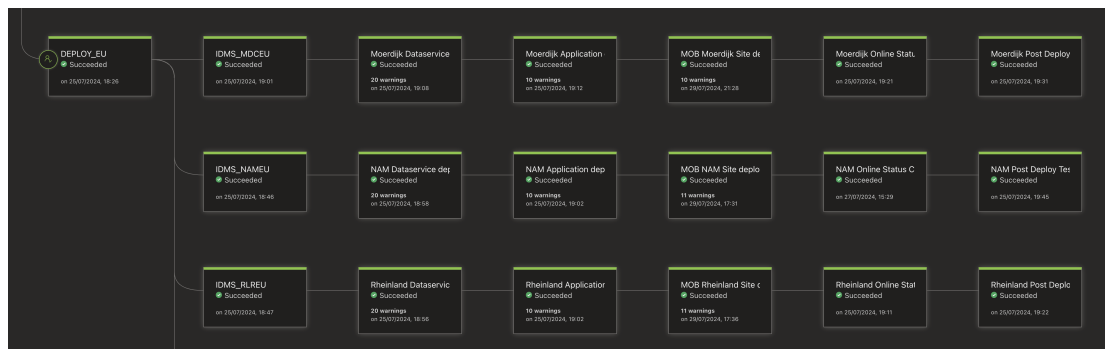 DEPLOY_EU
Succeeded
on 25/07/2024, 18:26
IDMS_MDCEU
Succeeded
on 25/07/2024, 19:01
Moerdijk Dataservice
Succeeded
20 warnings
on 25/07/2024, 19:08
Moerdijk Application
Succeeded
10 warnings
on 25/07/2024, 19:12
MOB Moerdijk Site de
Succeeded
10 warnings
on 29/07/2024, 21:28
Moerdijk Online Statu
Succeeded
on 25/07/2024, 19:21
Moerdijk Post Deploy
Succeeded
on 25/07/2024, 19:31
IDMS_NAMEU
Succeeded
on 25/07/2024, 18:46
NAM Dataservice dep
Succeeded
20 warnings
on 25/07/2024, 18:58
NAM Application dep
Succeeded
10 warnings
on 25/07/2024, 19:02
MOB NAM Site deplo
Succeeded
11 warnings
on 29/07/2024, 17:31
NAM Online Status C
Succeeded
on 27/07/2024, 15:29
NAM Post Deploy Tes
Succeeded
on 25/07/2024, 19:45
IDMS_RLREU
Succeeded
on 25/07/2024, 18:47
Rheinland Dataservic
Succeeded
20 warnings
on 25/07/2024, 18:56
Rheinland Application
Succeeded
10 warnings
on 25/07/2024, 19:02
MOB Rheinland Site c
Succeeded
11 warnings
on 29/07/2024, 17:36
Rheinland Online Stat
Succeeded
on 25/07/2024, 19:11
Rheinland Post Deplo
Succeeded
on 25/07/2024, 19:22